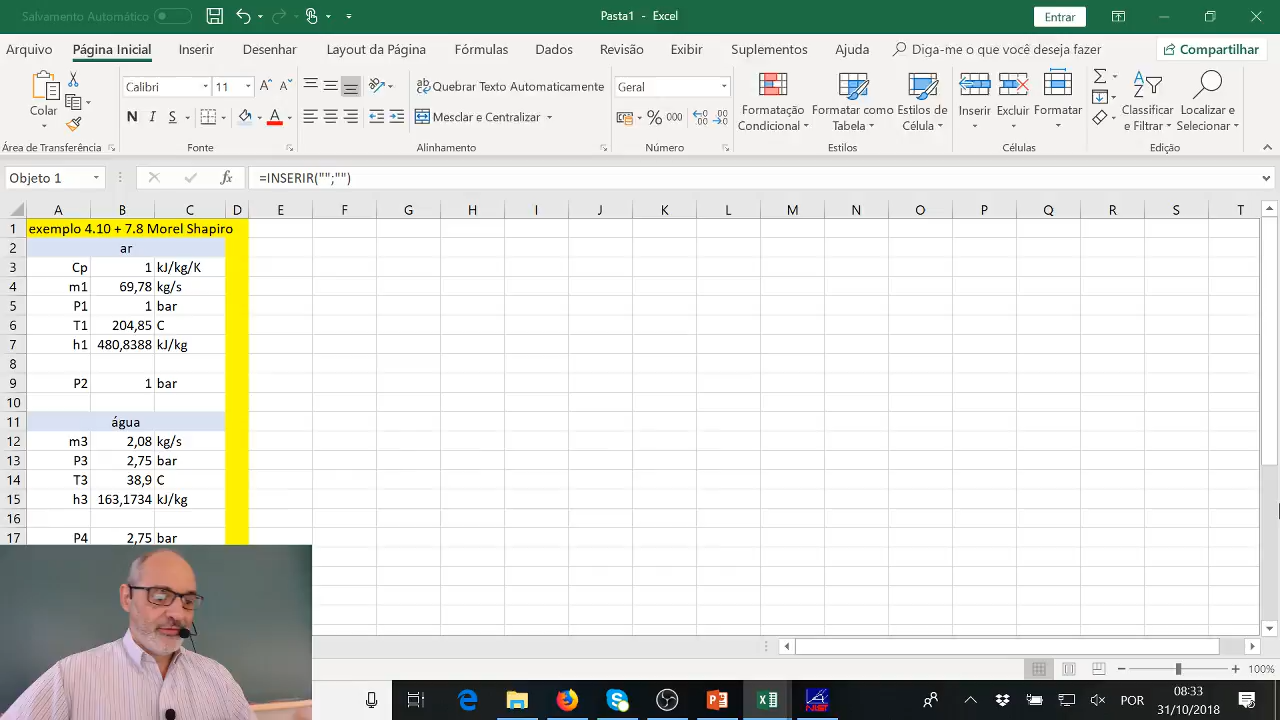 Salvamento Automático
Pasta1 - Excel
Entrar
Arquivo Página Inicial Inserir Desenhar Layout da Página Fórmulas Dados Revisão Exibir Suplementos Ajuda Diga-me o que você deseja fazer Compartilhar
Colar
Calibri 11
N I S
Quebrar Texto Automaticamente
Mesclar e Centralizar
Geral
% 000
Formatação Condicional
Formatar como Tabela
Estilos de Célula
Inserir Excluir Formatar
Classificar e Filtrar
Localizar e Selecionar
Área de Transferência Fonte Alinhamento Número Estilos Células Edição
Objeto 1 fx =INSERIR("";"")
A B C D E F G H I J K L M N O P Q R S T
1 exemplo 4.10 + 7.8 Morel Shapiro
2 ar
3 Cp 1 kJ/kg/K
4 m1 69,78 kg/s
5 P1 1 bar
6 T1 204,85 C
7 h1 480,8388 kJ/kg
8
9 P2 1 bar
10
11 água
12 m3 2,08 kg/s
13 P3 2,75 bar
14 T3 38,9 C
15 h3 163,1734 kJ/kg
16
17 P4 2,75 bar
100%
NIST
POR
08:33
31/10/2018